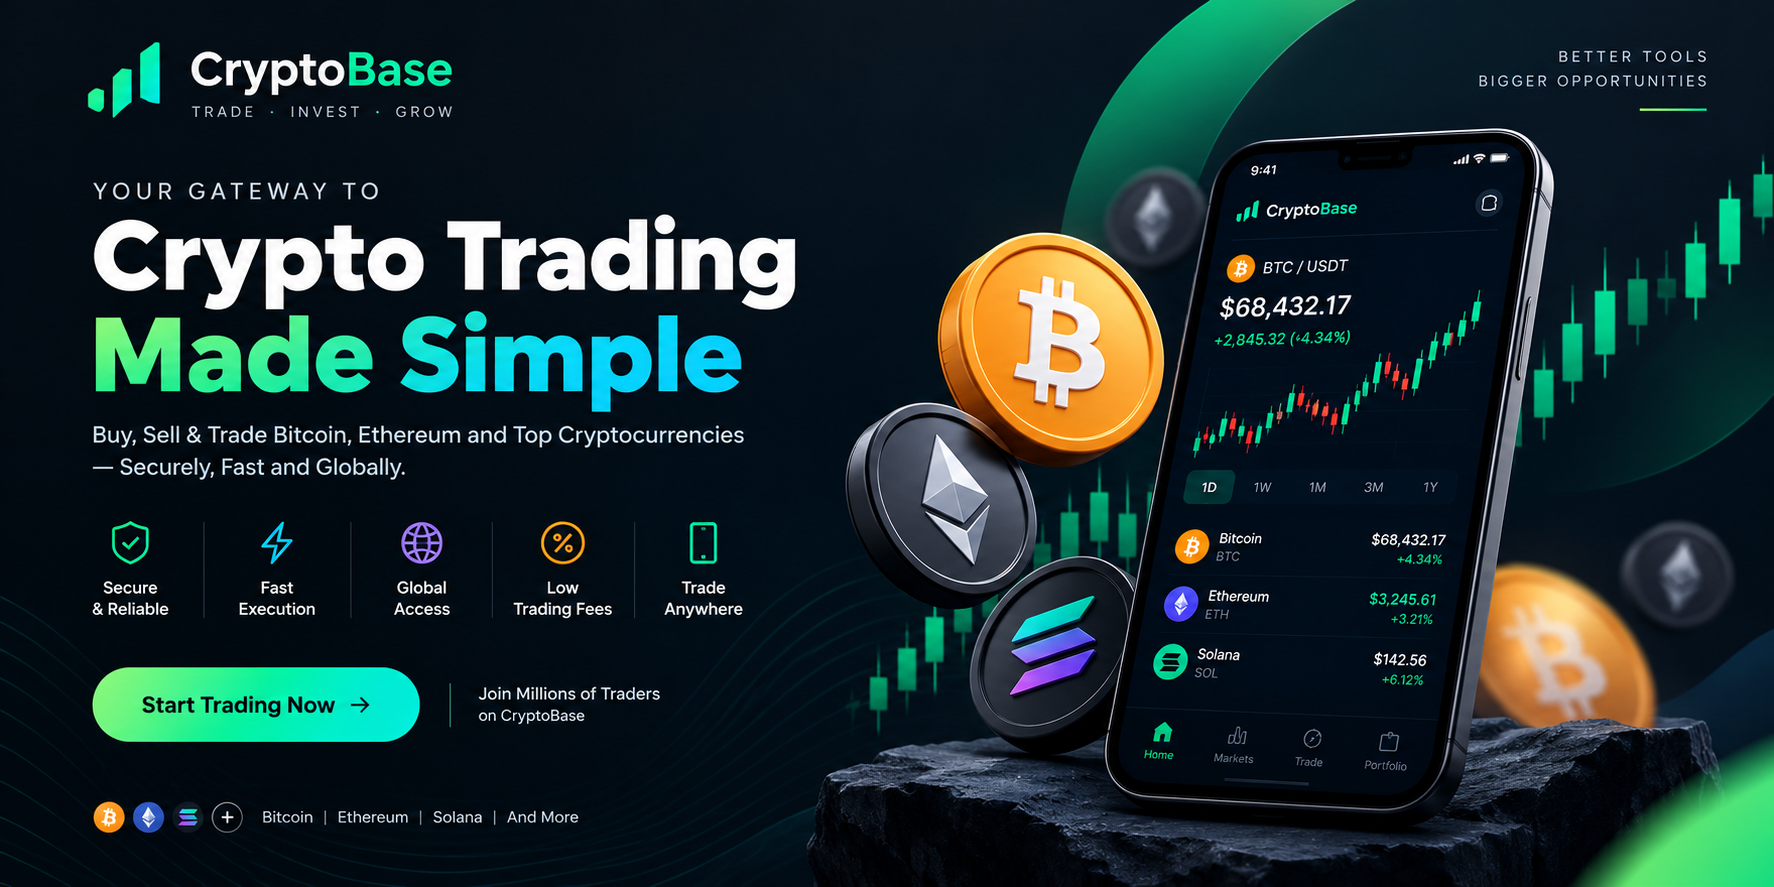 CryptoBase
TRADE · INVEST · GROW
BETTER TOOLS
BIGGER OPPORTUNITIES
YOUR GATEWAY TO
Crypto Trading
Made Simple
Buy, Sell & Trade Bitcoin, Ethereum and Top Cryptocurrencies
— Securely, Fast and Globally.
Secure
& Reliable
Fast
Execution
Global
Access
Low
Trading Fees
Trade
Anywhere
Start Trading Now →
Join Millions of Traders
on CryptoBase
Bitcoin | Ethereum | Solana | And More
9:41
CryptoBase
BTC / USDT
$68,432.17
+2,845.32 (+4.34%)
1D 1W 1M 3M 1Y
Bitcoin $68,432.17
BTC +4.34%
Ethereum $3,245.61
ETH +3.21%
Solana $142.56
SOL +6.12%
Home Markets Trade Portfolio